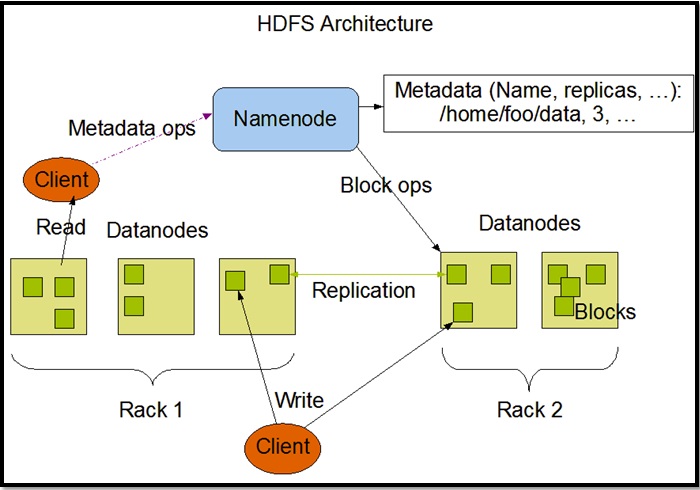 HDFS Architecture
Metadata (Name, replicas, …):
/home/foo/data, 3, …
Namenode
Metadata ops
Client
Block ops
Read
Datanodes
Datanodes
Replication
Blocks
Rack 1
Write
Rack 2
Client